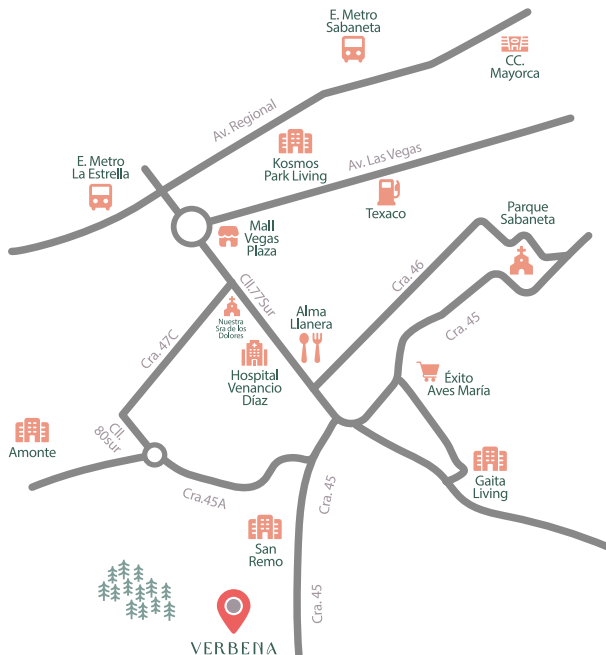 E. Metro
Sabaneta
CC.
Mayorca
Av. Regional
Kosmos
Park Living
Av. Las Vegas
E. Metro
La Estrella
Texaco
Parque
Sabaneta
Mall
Vegas
Plaza
Cll.77Sur
Cra. 46
Nuestra
Sra de los
Dolores
Alma
Llanera
Cra. 45
Cra. 47C
Hospital
Venancio
Díaz
Éxito
Aves María
Cll.
80sur
Amonte
Cra.45A
Cra. 45
Gaita
Living
San
Remo
Cra. 45
VERBENA